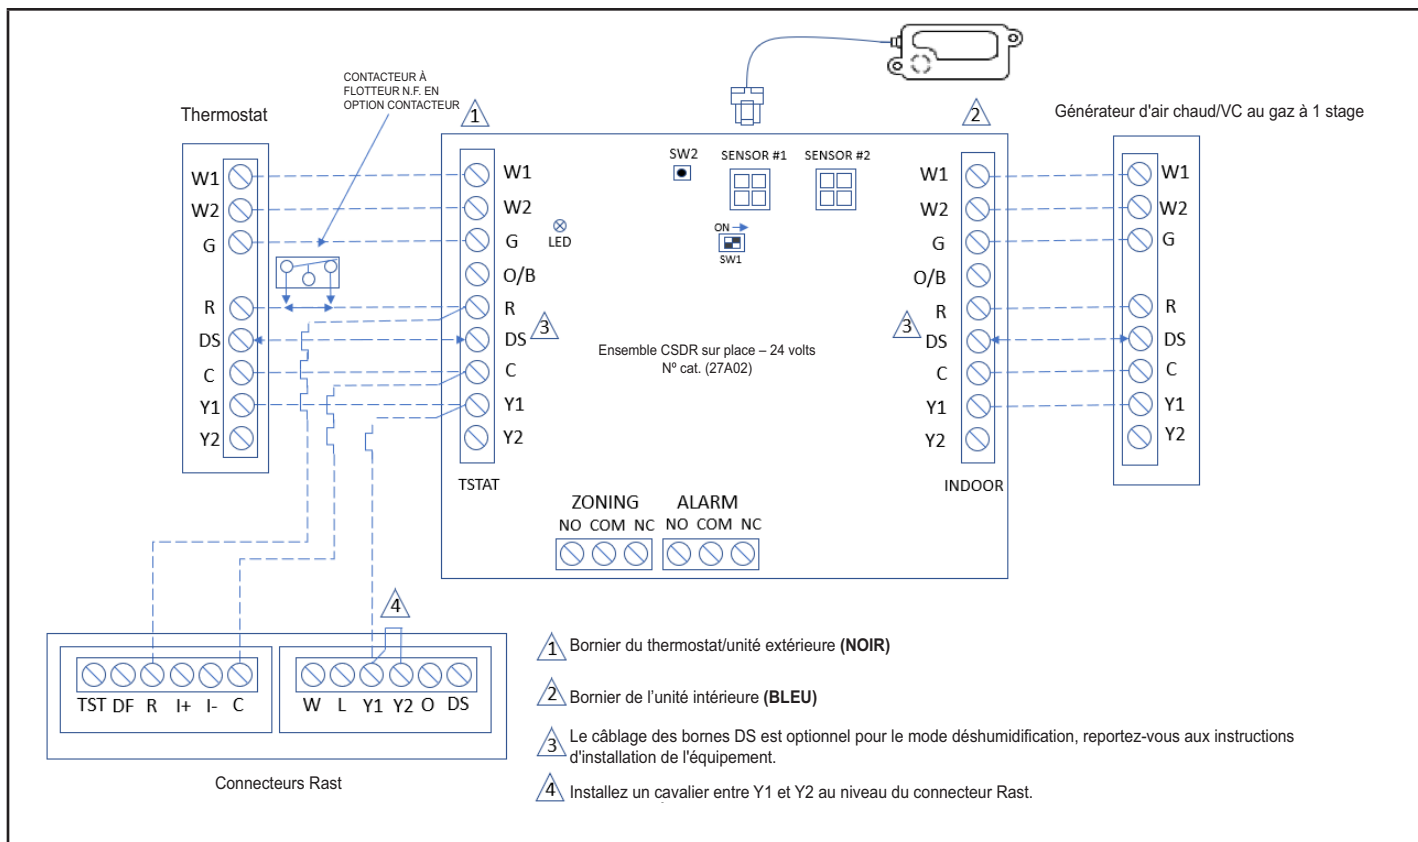 CONTACTEUR À
FLOTTEUR N.F. EN
OPTION CONTACTEUR
Thermostat
1
2
Générateur d'air chaud/VC au gaz à 1 stage
W1
W2
G
R
DS
C
Y1
Y2
W1
W2
G
O/B
R
DS
C
Y1
Y2
TSTAT
3
LED
SW2
SENSOR #1
SENSOR #2
ON
SW1
Ensemble CSDR sur place – 24 volts
Nº cat. (27A02)
3
W1
W2
G
O/B
R
DS
C
Y1
Y2
INDOOR
W1
W2
G
R
DS
C
Y1
Y2
ZONING
ALARM
NO COM NC
NO COM NC
4
TST DF R I+ I- C
W L Y1 Y2 O DS
Connecteurs Rast
1 Bornier du thermostat/unité extérieure (NOIR)
2 Bornier de l'unité intérieure (BLEU)
3 Le câblage des bornes DS est optionnel pour le mode déshumidification, reportez-vous aux instructions
d'installation de l'équipement.
4 Installez un cavalier entre Y1 et Y2 au niveau du connecteur Rast.